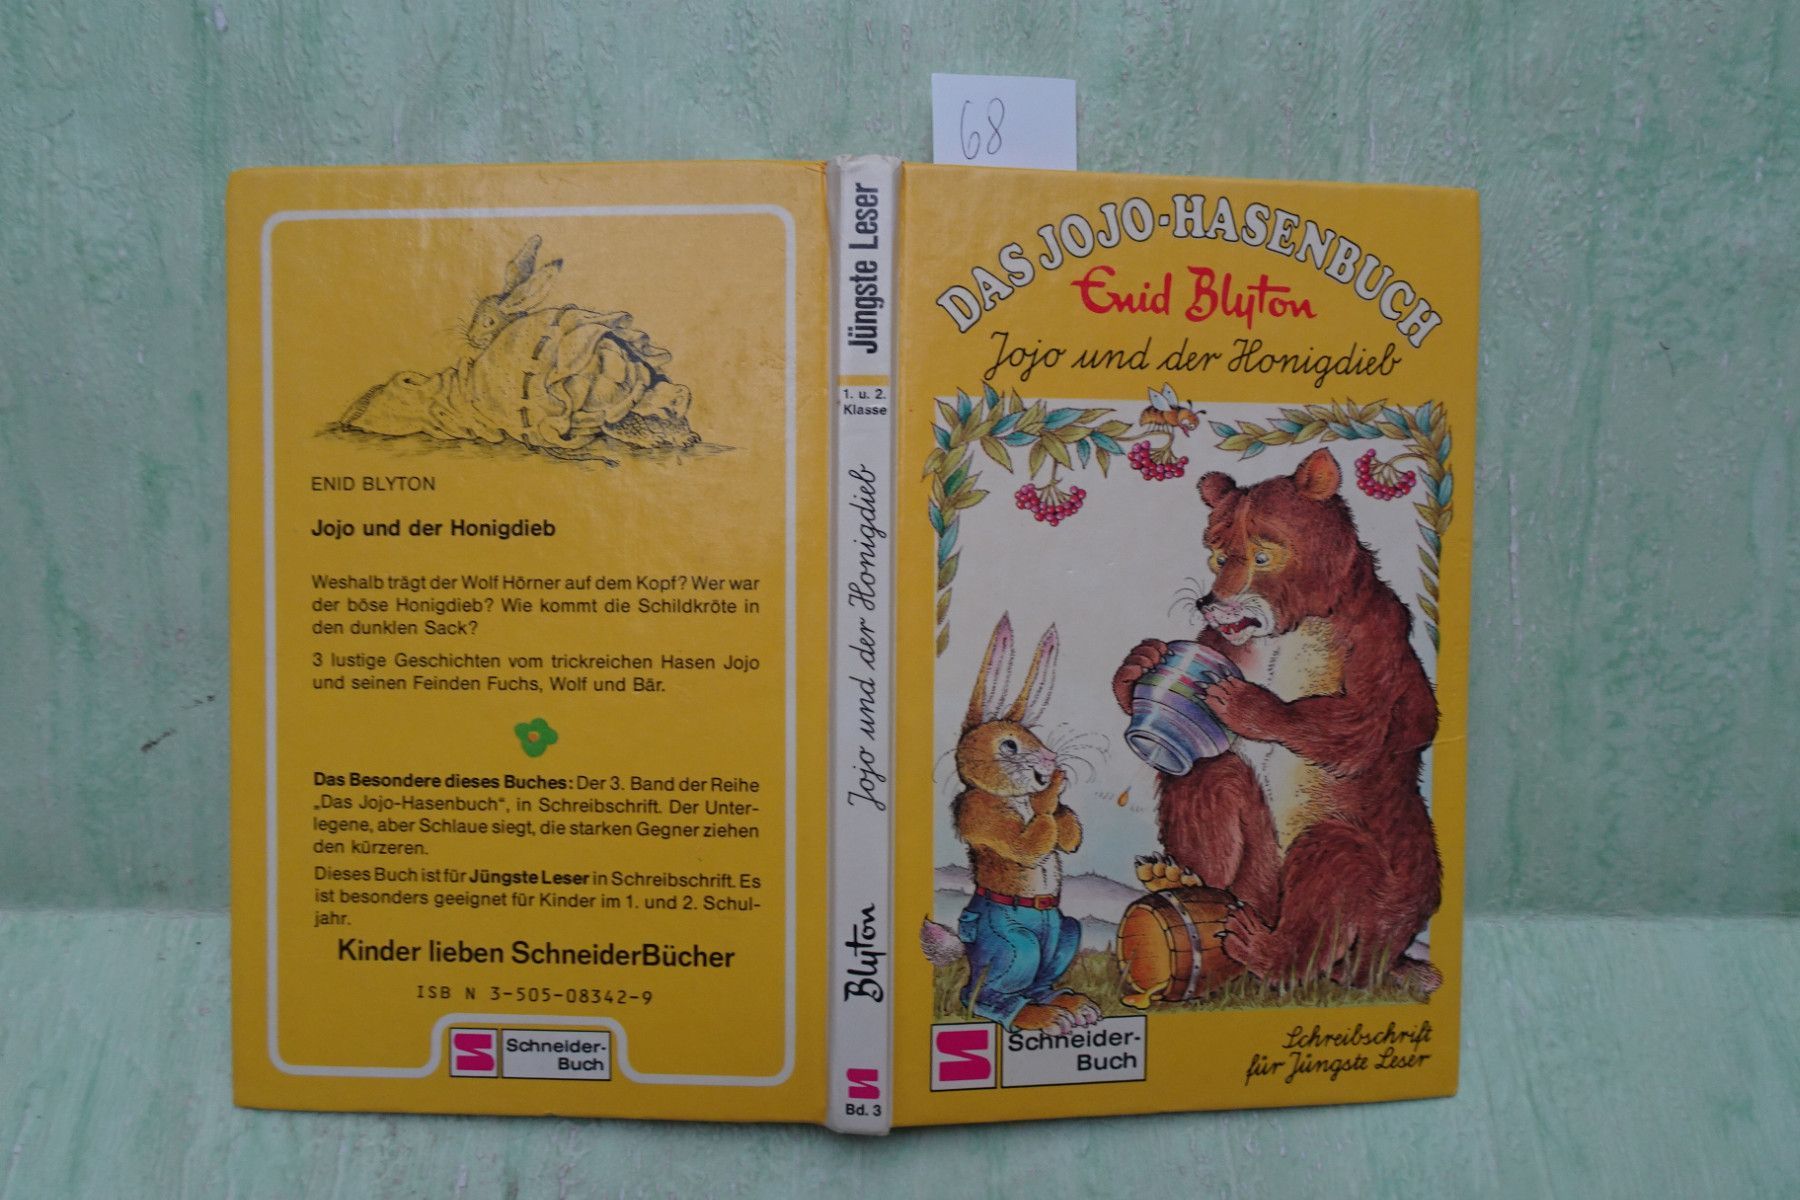 68
ENID BLYTON
Jojo und der Honigdieb
Weshalb trägt der Wolf Hörner auf dem Kopf? Wer war
der böse Honigdieb? Wie kommt die Schildkröte in
den dunklen Sack?
3 lustige Geschichten vom trickreichen Hasen Jojo
und seinen Feinden Fuchs, Wolf und Bär.
Das Besondere dieses Buches: Der 3. Band der Reihe
„Das Jojo-Hasenbuch“, in Schreibschrift. Der Unter-
legene, aber Schlaue siegt, die starken Gegner ziehen
den kürzeren.
Dieses Buch ist für Jüngste Leser in Schreibschrift. Es
ist besonders geeignet für Kinder im 1. und 2. Schul-
jahr.
Kinder lieben SchneiderBücher
ISB N 3-505-08342-9
Schneider-
Buch
Jüngste Leser
1. u. 2.
Klasse
Jojo und der Honigdieb
Blyton
Bd. 3
DAS JOJO-HASENBUCH
Enid Blyton
Jojo und der Honigdieb
Schneider-
Buch
Schreibschrift
für Jüngste Leser